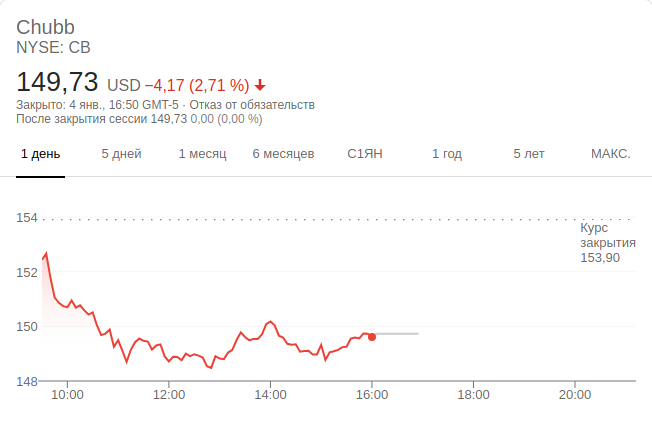 Chubb
NYSE: CB
149,73 USD −4,17 (2,71 %)
Закрыто: 4 янв., 16:50 GMT-5 · Отказ от обязательств
После закрытия сессии 149,73 0,00 (0,00 %)
1 день 5 дней 1 месяц 6 месяцев С1ЯН 1 год 5 лет МАКС.
154
Курс
закрытия
153,90
152
150
148
10:00 12:00 14:00 16:00 18:00 20:00